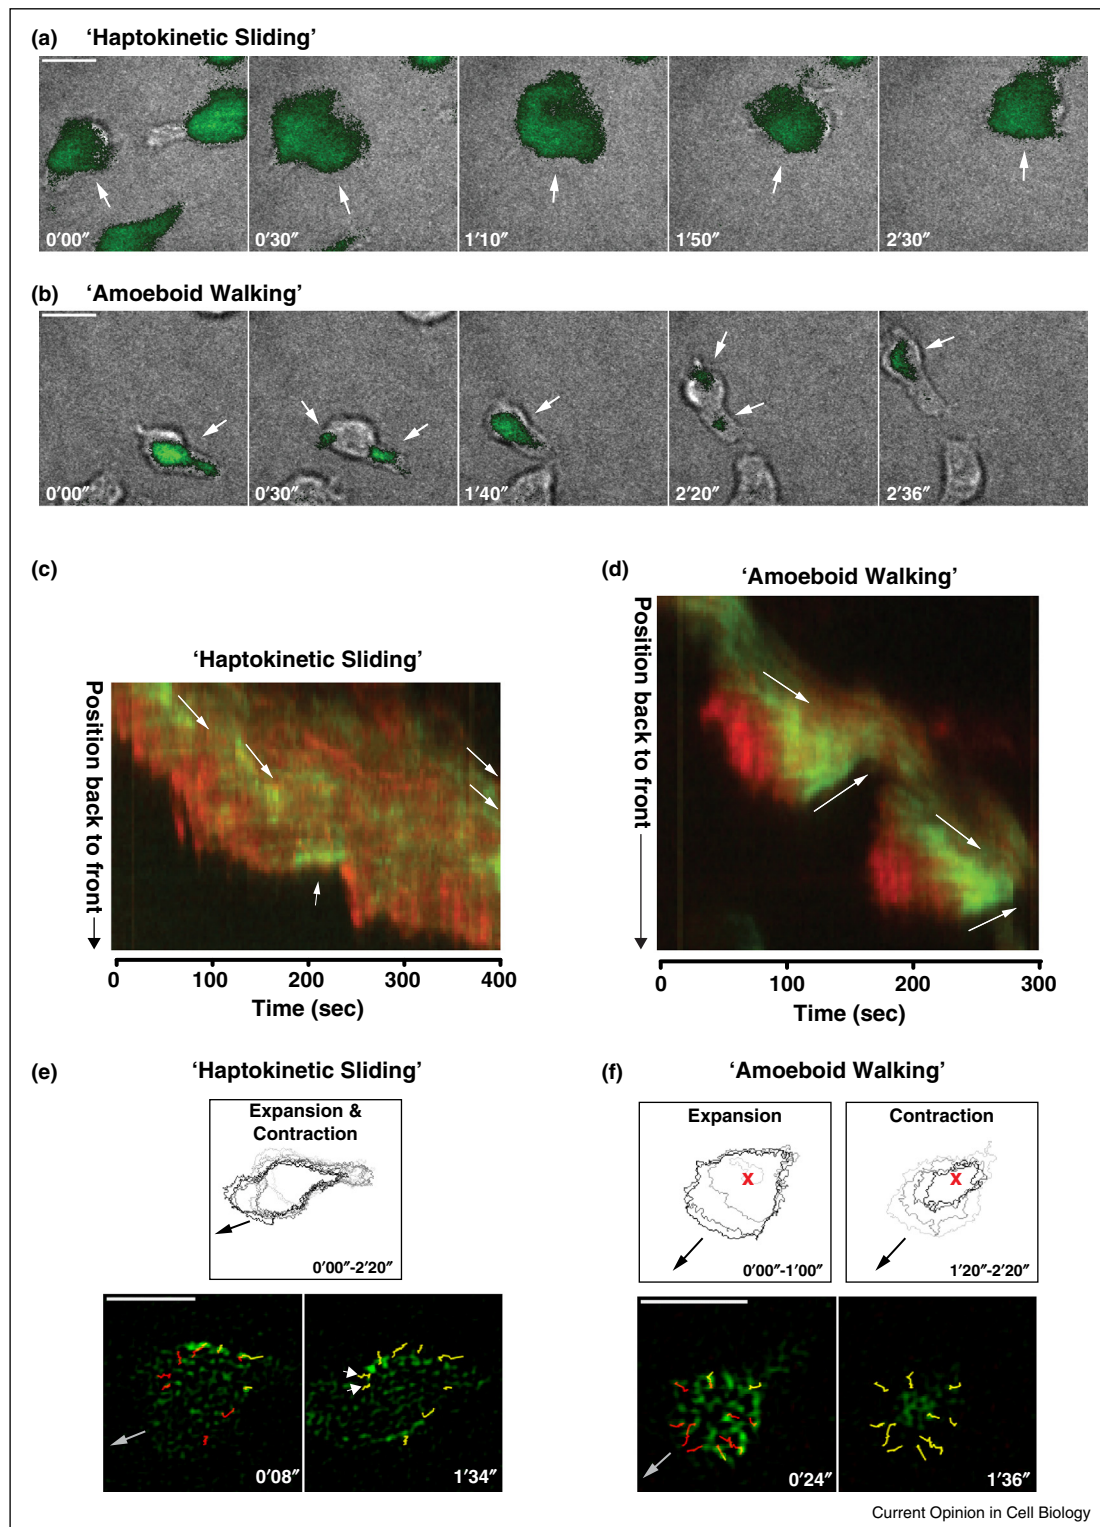 (a) ‘Haptokinetic Sliding’
0′00″ 0′30″ 1′10″ 1′50″ 2′30″
(b) ‘Amoeboid Walking’
0′00″ 0′30″ 1′40″ 2′20″ 2′36″
(c)
‘Haptokinetic Sliding’
Position back to front
0 100 200 300 400
Time (sec)
(d)
‘Amoeboid Walking’
Position back to front
0 100 200 300
Time (sec)
(e) ‘Haptokinetic Sliding’
Expansion &
Contraction
0′00″-2′20″
0′08″ 1′34″
(f) ‘Amoeboid Walking’
Expansion
X
0′00″-1′00″
Contraction
X
1′20″-2′20″
0′24″ 1′36″
Current Opinion in Cell Biology